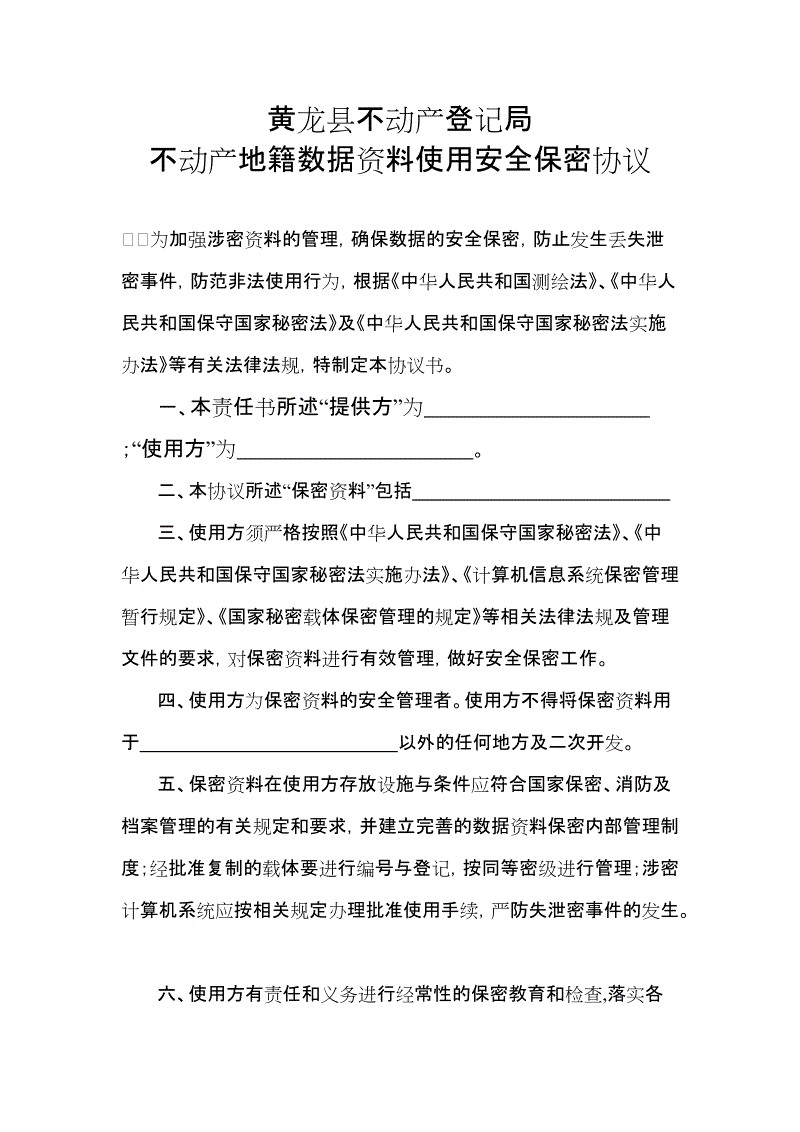 黄龙县不动产登记局
不动产地籍数据资料使用安全保密协议
□□为加强涉密资料的管理，确保数据的安全保密，防止发生丢失泄
密事件，防范非法使用行为，根据《中华人民共和国测绘法》、《中华人
民共和国保守国家秘密法》及《中华人民共和国保守国家秘密法实施
办法》等有关法律法规，特制定本协议书。
一、本责任书所述“提供方”为____________________
；“使用方”为_____________________。
二、本协议所述“保密资料”包括_______________________
三、使用方须严格按照《中华人民共和国保守国家秘密法》、《中
华人民共和国保守国家秘密法实施办法》、《计算机信息系统保密管理
暂行规定》、《国家秘密载体保密管理的规定》等相关法律法规及管理
文件的要求，对保密资料进行有效管理，做好安全保密工作。
四、使用方为保密资料的安全管理者。使用方不得将保密资料用
于_______________________以外的任何地方及二次开发。
五、保密资料在使用方存放设施与条件应符合国家保密、消防及
档案管理的有关规定和要求，并建立完善的数据资料保密内部管理制
度；经批准复制的载体要进行编号与登记，按同等密级进行管理；涉密
计算机系统应按相关规定办理批准使用手续，严防失泄密事件的发生。
六、使用方有责任和义务进行经常性的保密教育和检查,落实各